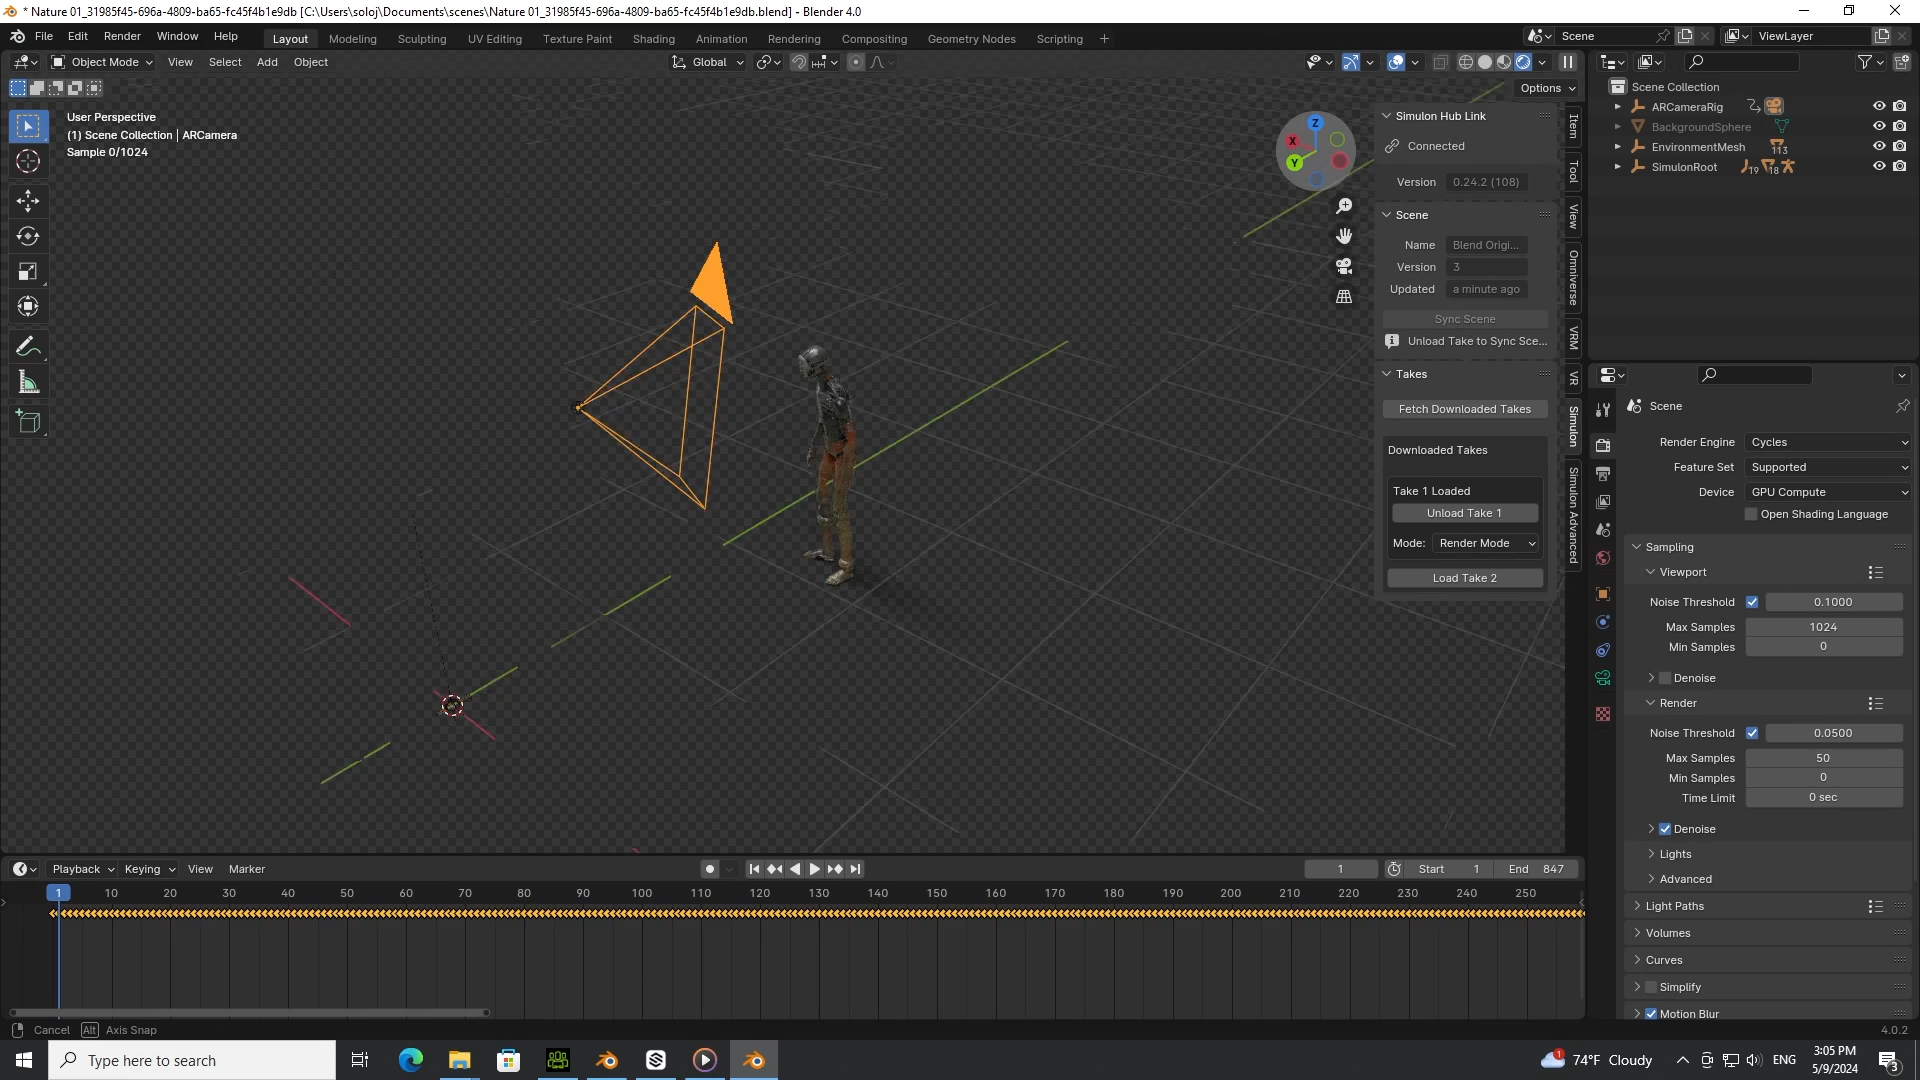 * Nature 01_31985f45-696a-4809-ba65-fc45f4b1e9db [C:\Users\soloj\Documents\scenes\Nature 01_31985f45-696a-4809-ba65-fc45f4b1e9db.blend] - Blender 4.0
File Edit Render Window Help Layout Modeling Sculpting UV Editing Texture Paint Shading Animation Rendering Compositing Geometry Nodes Scripting + Scene ViewLayer
Object Mode View Select Add Object Global
Options
User Perspective
(1) Scene Collection | ARCamera
Sample 0/1024
Z
X
Y
Simulon Hub Link
Connected
Version 0.24.2 (108)
Scene
Name Blend Origi...
Version 3
Updated a minute ago
Sync Scene
Unload Take to Sync Sce...
Takes
Fetch Downloaded Takes
Downloaded Takes
Take 1 Loaded
Unload Take 1
Mode: Render Mode
Load Take 2
Item
Tool
View
Omniverse
VRM
VR
Simulon
Simulon Advanced
Scene Collection
ARCameraRig
BackgroundSphere
EnvironmentMesh 113
SimulonRoot 19 18
Scene
Render Engine Cycles
Feature Set Supported
Device GPU Compute
Open Shading Language
Sampling
Viewport
Noise Threshold 0.1000
Max Samples 1024
Min Samples 0
Denoise
Render
Noise Threshold 0.0500
Max Samples 50
Min Samples 0
Time Limit 0 sec
Denoise
Lights
Advanced
Light Paths
Volumes
Curves
Simplify
Motion Blur
Playback Keying View Marker 1 Start 1 End 847
1 10 20 30 40 50 60 70 80 90 100 110 120 130 140 150 160 170 180 190 200 210 220 230 240 250
Cancel Alt Axis Snap 4.0.2
Type here to search 1 74°F Cloudy ENG 3:05 PM 3
5/9/2024